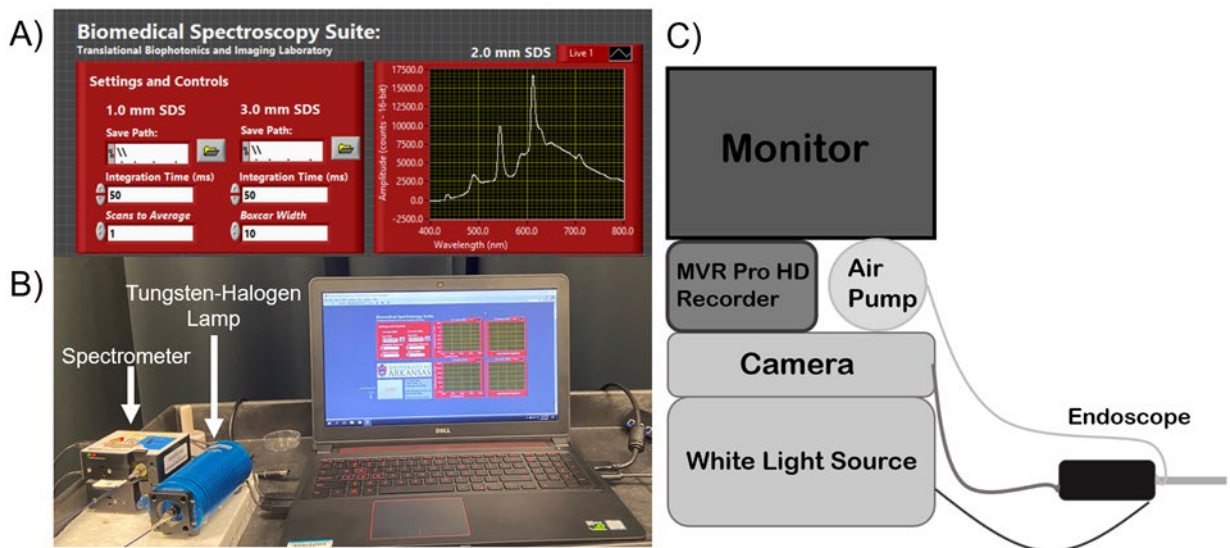 A)
Biomedical Spectroscopy Suite:
Translational Biophotonics and Imaging Laboratory
Settings and Controls
1.0 mm SDS
3.0 mm SDS
Save Path:
Save Path:
\\
\\
Integration Time (ms)
Integration Time (ms)
50
50
Scans to Average
Boxcar Width
1
10
2.0 mm SDS
Live 1
Amplitude (counts - 16-bit)
17500.0
15000.0
12500.0
10000.0
7500.0
5000.0
2500.0
0.0
-2500.0
400.0 500.0 600.0 700.0 800.0
Wavelength (nm)
B)
Tungsten-Halogen
Lamp
Spectrometer
Biomedical Spectroscopy Suite:
UNIVERSITY OF
ARKANSAS
DELL
C)
Monitor
MVR Pro HD
Recorder
Air
Pump
Camera
White Light Source
Endoscope